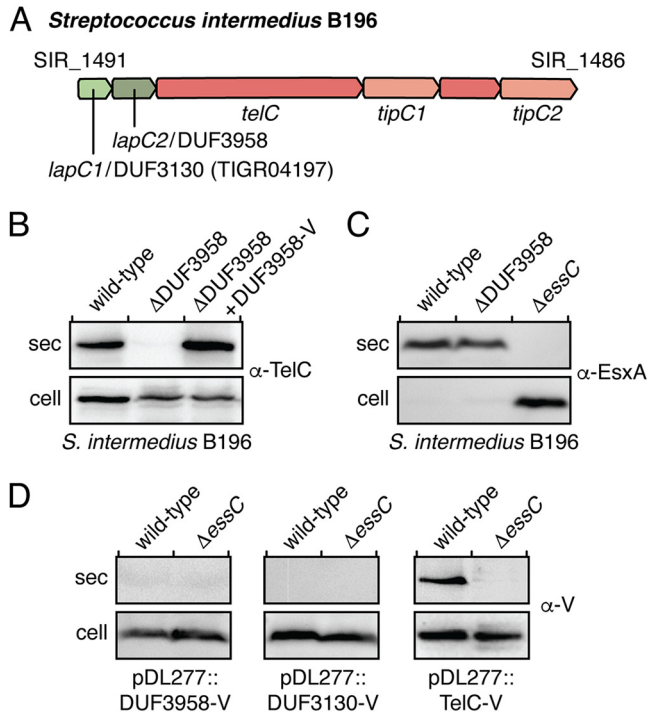 A Streptococcus intermedius B196
SIR_1491 SIR_1486
telC tipC1 tipC2
lapC2/DUF3958
lapC1/DUF3130 (TIGR04197)
B
wild-type ΔDUF3958 ΔDUF3958 +DUF3958-V
sec
α-TelC
cell
S. intermedius B196
C
wild-type ΔDUF3958 ΔessC
sec
α-EsxA
cell
S. intermedius B196
D
wild-type ΔessC wild-type ΔessC wild-type ΔessC
sec
α-V
cell
pDL277:: pDL277:: pDL277::
DUF3958-V DUF3130-V TelC-V